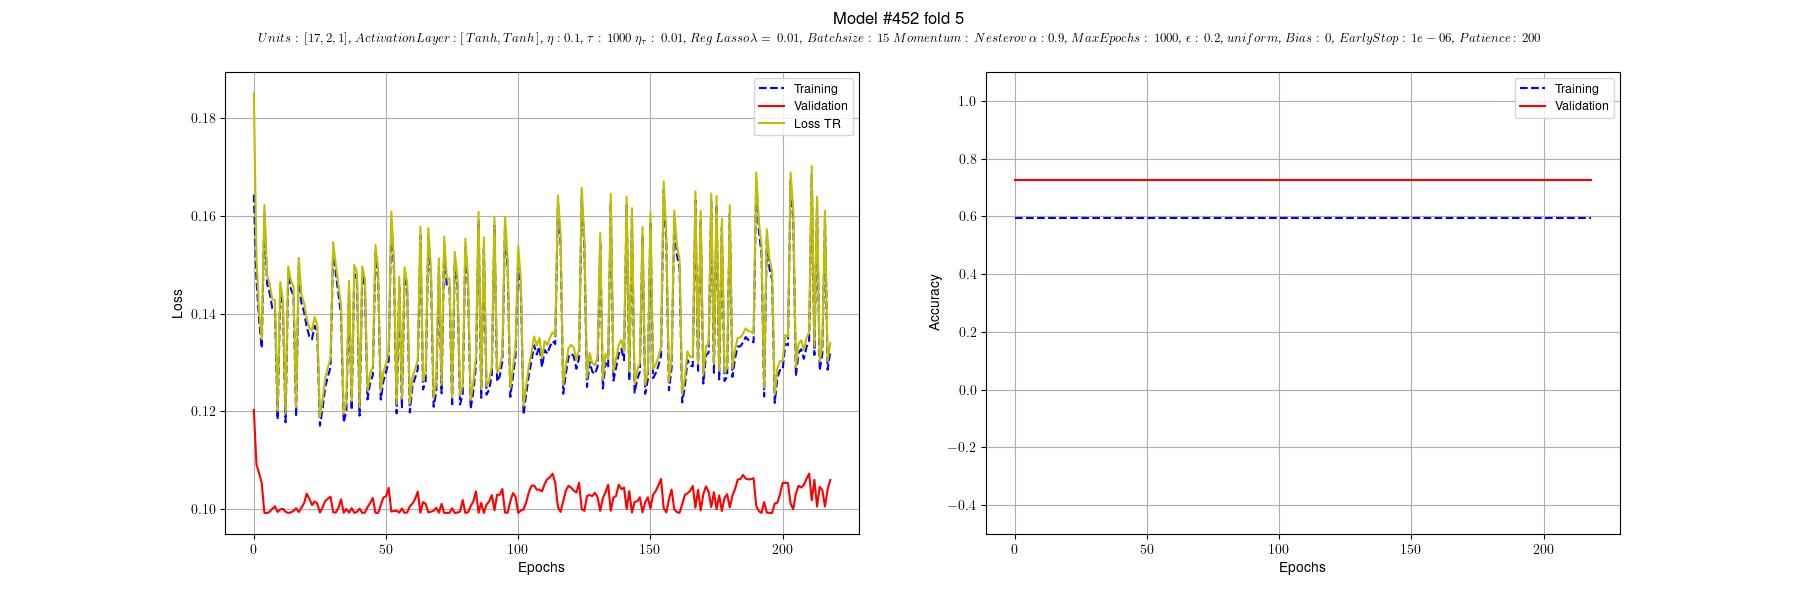 Model #452 fold 5
Units : [17, 2, 1], ActivationLayer : [Tanh, Tanh], η : 0.1, τ : 1000 ητ : 0.01, Reg Lassoλ = 0.01, Batchsize : 15 Momentum : Nesterov α : 0.9, MaxEpochs : 1000, ϵ : 0.2, uniform, Bias : 0, EarlyStop : 1e − 06, Patience : 200
Training
Validation
Loss TR
0.18
0.16
0.14
0.12
0.10
Loss
0
50
100
150
200
Epochs
Training
Validation
1.0
0.8
0.6
0.4
0.2
0.0
−0.2
−0.4
Accuracy
0
50
100
150
200
Epochs